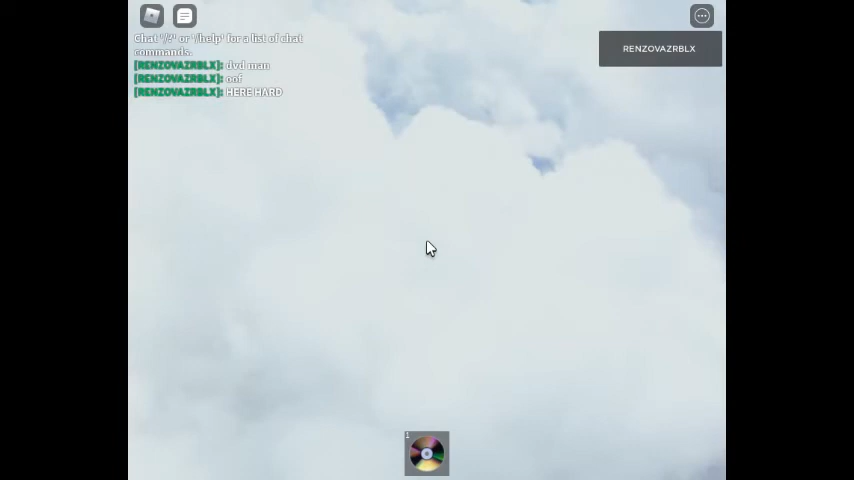 Chat '/?' or '/help' for a list of chat
commands.
[RENZOVAZRBLX]: dvd man
[RENZOVAZRBLX]: oof
[RENZOVAZRBLX]: HERE HARD
RENZOVAZRBLX
1